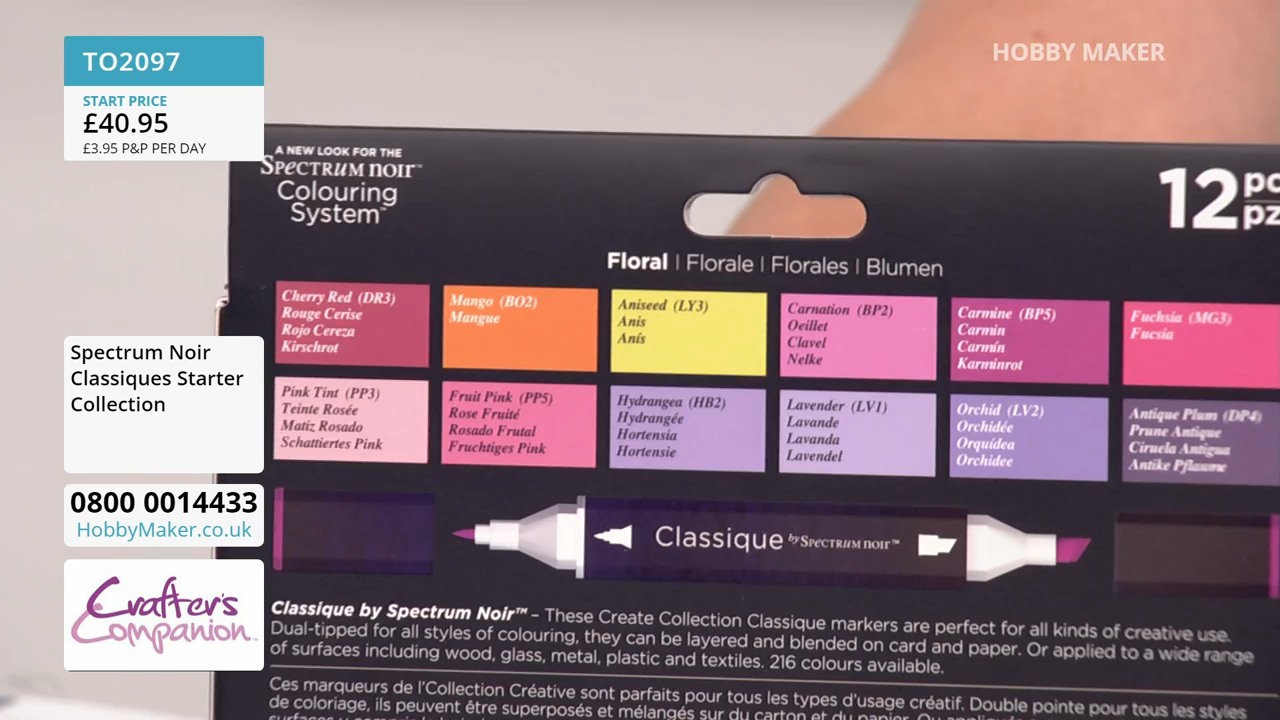 TO2097
START PRICE
£40.95
£3.95 P&P PER DAY
HOBBY MAKER
Spectrum Noir
Classiques Starter
Collection
0800 0014433
HobbyMaker.co.uk
Crafter's
Companion
A NEW LOOK FOR THE
SPECTRUM NOIR™
Colouring
System™
12
Floral | Florale | Florales | Blumen
Cherry Red (DR3)
Rouge Cerise
Rojo Cereza
Kirschrot
Mango (BO2)
Mangue
Aniseed (LY3)
Anis
Anís
Carnation (BP2)
Oeillet
Clavel
Nelke
Carmine (BP5)
Carmin
Carmín
Karminrot
Fuchsia (MG3)
Fucsia
Pink Tint (PP3)
Teinte Rosée
Matiz Rosado
Schattiertes Pink
Fruit Pink (PP5)
Rose Fruité
Rosado Frutal
Fruchtiges Pink
Hydrangea (HB2)
Hydrangée
Hortensia
Hortensie
Lavender (LV1)
Lavande
Lavanda
Lavendel
Orchid (LV2)
Orchidée
Orquídea
Orchidee
Antique Plum (DP4)
Prune Antique
Ciruela Antigua
Antike Pflaume
Classique by SPECTRUM NOIR™
Classique by Spectrum Noir™ – These Create Collection Classique markers are perfect for all kinds of creative use.
Dual-tipped for all styles of colouring, they can be layered and blended on card and paper. Or applied to a wide range
of surfaces including wood, glass, metal, plastic and textiles. 216 colours available.
Ces marqueurs de l'Collection Créative sont parfaits pour tous les types d'usage créatif. Double pointe pour tous les styles
de coloriage, ils peuvent être superposés et mélangés sur du carton et du papier. Ou